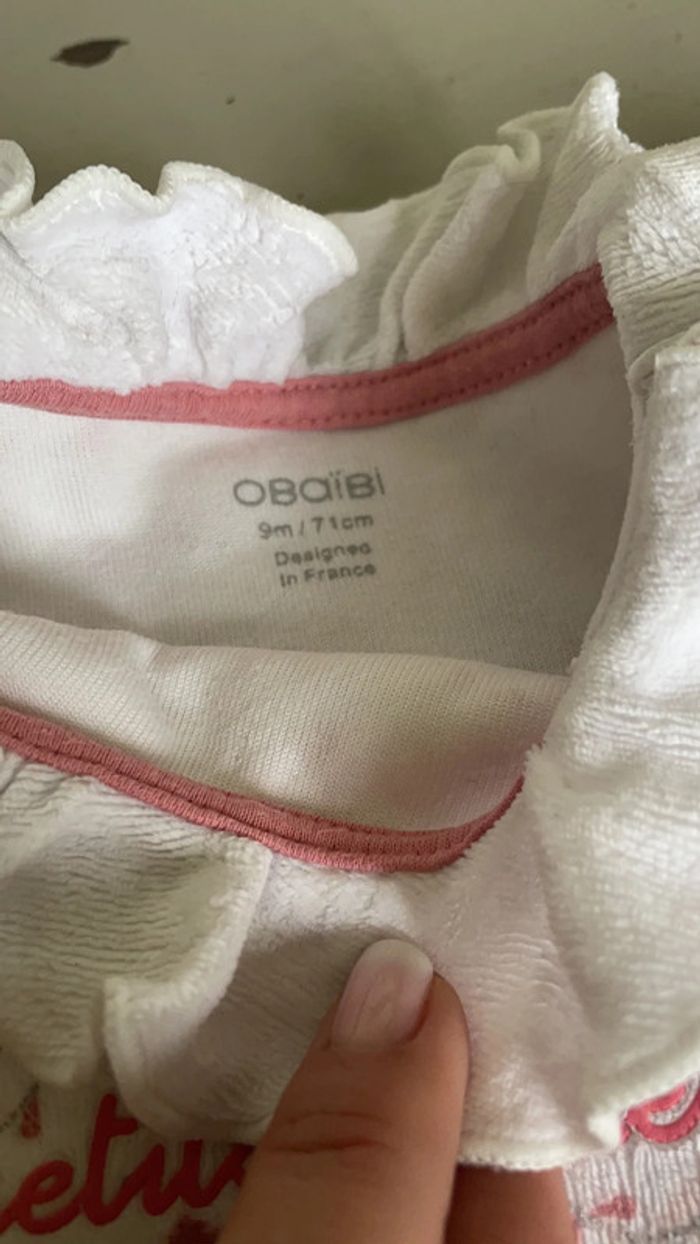 OBaïBi
9m / 71cm
Designed
in France